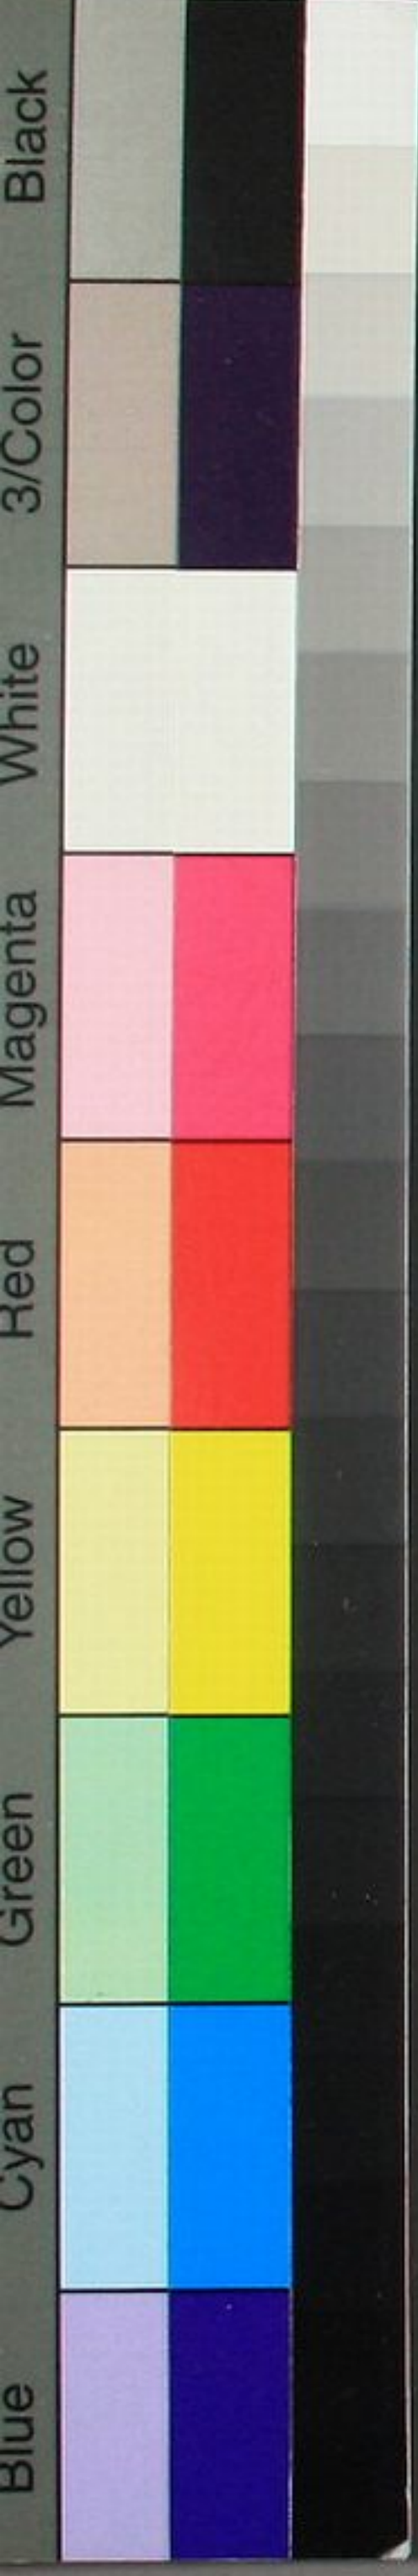 Black
3/Color
White
Magenta
Red
Yellow
Green
Cyan
Blue